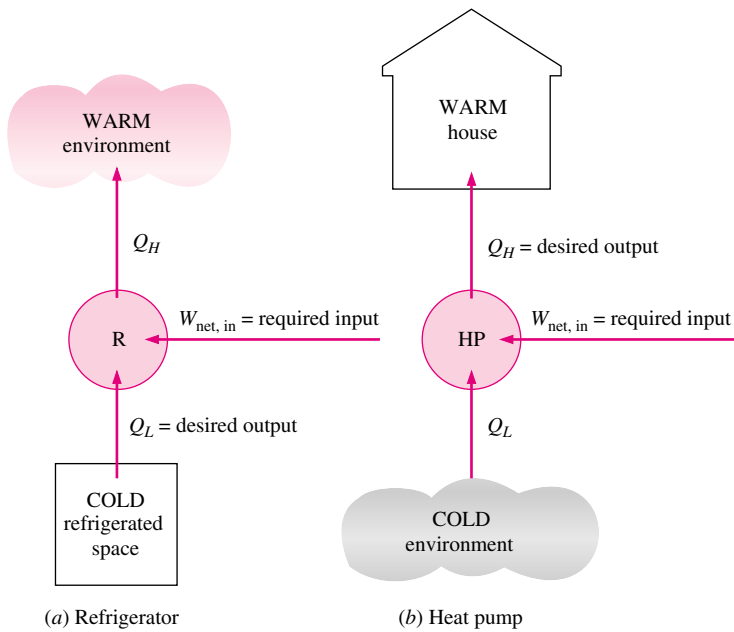 WARM
environment
Q_H
W_net, in = required input
R
Q_L = desired output
COLD
refrigerated
space
(a) Refrigerator
WARM
house
Q_H = desired output
W_net, in = required input
HP
Q_L
COLD
environment
(b) Heat pump